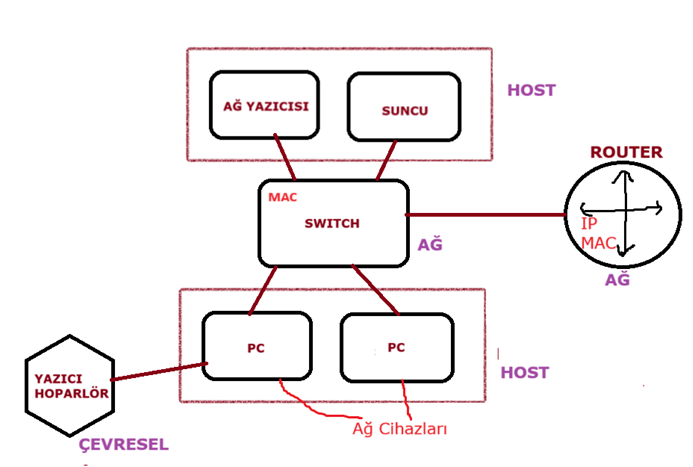 HOST
AĞ YAZICISI
SUNCU
ROUTER
MAC
SWITCH
IP
MAC
AĞ
AĞ
PC
PC
HOST
YAZICI
HOPARLÖR
Ağ Cihazları
ÇEVRESEL